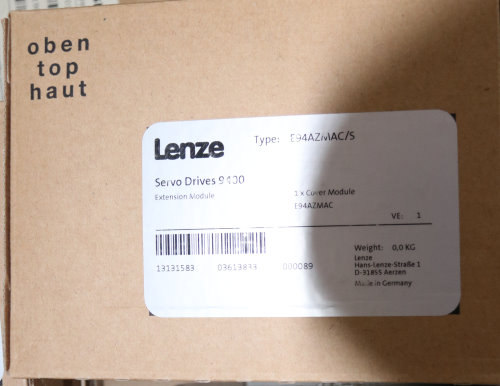 oben
top
haut
Lenze
Type: E94AZMAC/S
Servo Drives 9400
Extension Module
1 x Cover Module
E94AZMAC
VE: 1
13131583 03613833 000089
Weight: 0,0 KG
Lenze
Hans-Lenze-Straße 1
D-31855 Aerzen
Made in Germany